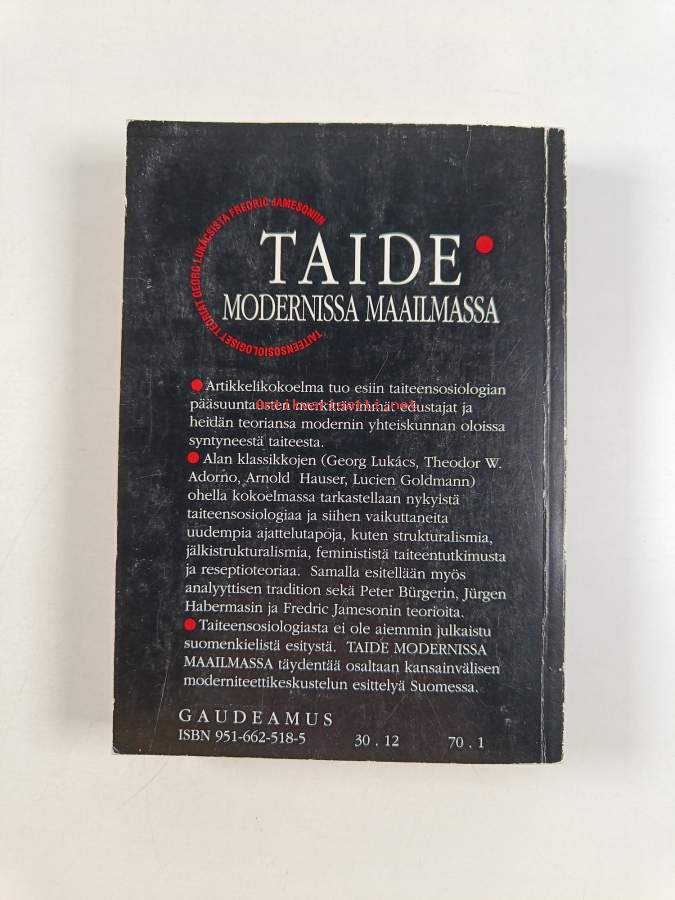 TAITEENSOSIOLOGISET TEORIAT GEORG LUKÁCSISTA FREDRIC JAMESONIIN
TAIDE
MODERNISSA MAAILMASSA
Artikkelikokoelma tuo esiin taiteensosiologian
pääsuuntausten merkittävimmät edustajat ja
heidän teoriansa modernin yhteiskunnan oloissa
syntyneestä taiteesta.
Alan klassikkojen (Georg Lukács, Theodor W.
Adorno, Arnold Hauser, Lucien Goldmann)
ohella kokoelmassa tarkastellaan nykyistä
taiteensosiologiaa ja siihen vaikuttaneita
uudempia ajattelutapoja, kuten strukturalismia,
jälkistrukturalismia, feminististä taiteentutkimusta
ja reseptioteoriaa. Samalla esitellään myös
analyyttisen tradition sekä Peter Bürgerin, Jürgen
Habermasin ja Fredric Jamesonin teorioita.
Taiteensosiologiasta ei ole aiemmin julkaistu
suomenkielistä esitystä. TAIDE MODERNISSA
MAAILMASSA täydentää osaltaan kansainvälisen
moderniteettikeskustelun esittelyä Suomessa.
GAUDEAMUS
ISBN 951-662-518-5 30 . 12 70 . 1